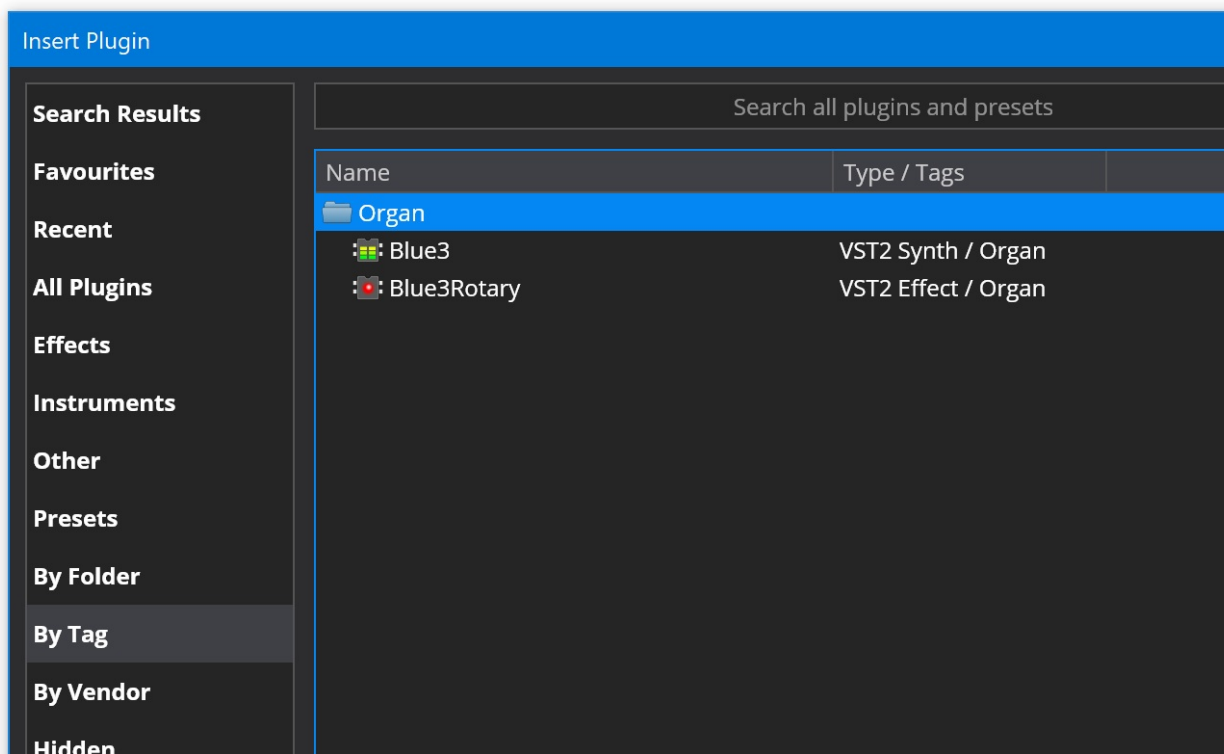 Insert Plugin
Search Results
Favourites
Recent
All Plugins
Effects
Instruments
Other
Presets
By Folder
By Tag
By Vendor
Hidden
Search all plugins and presets
Name Type / Tags
Organ
Blue3 VST2 Synth / Organ
Blue3Rotary VST2 Effect / Organ